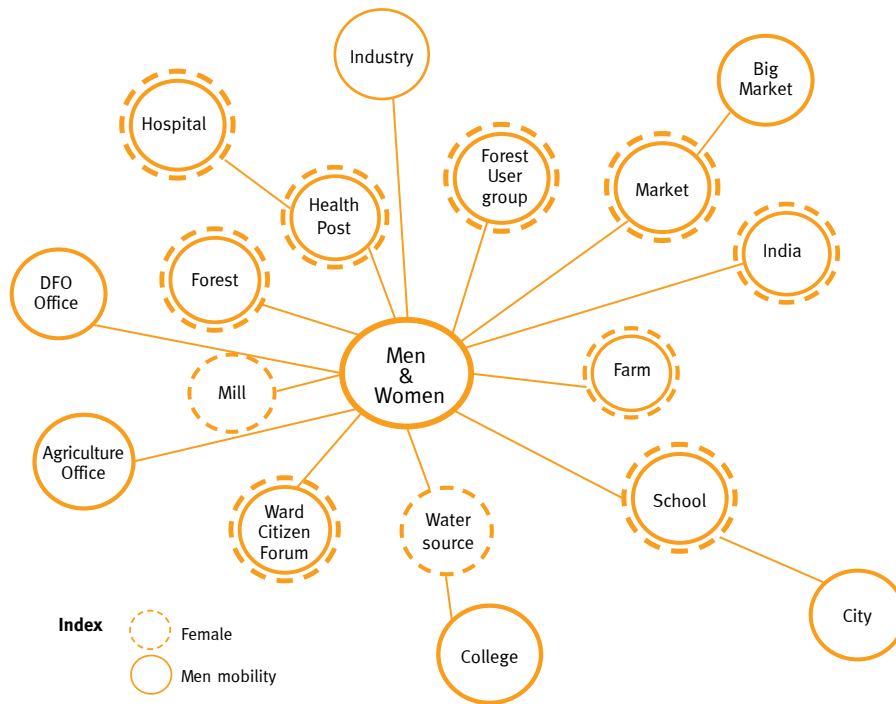 Industry
Big
Market
Hospital
Forest
User
group
Market
Health
Post
India
DFO
Office
Forest
Men
&
Women
Farm
Mill
Agriculture
Office
School
Ward
Citizen
Forum
Water
source
City
College
Index
Female
Men mobility